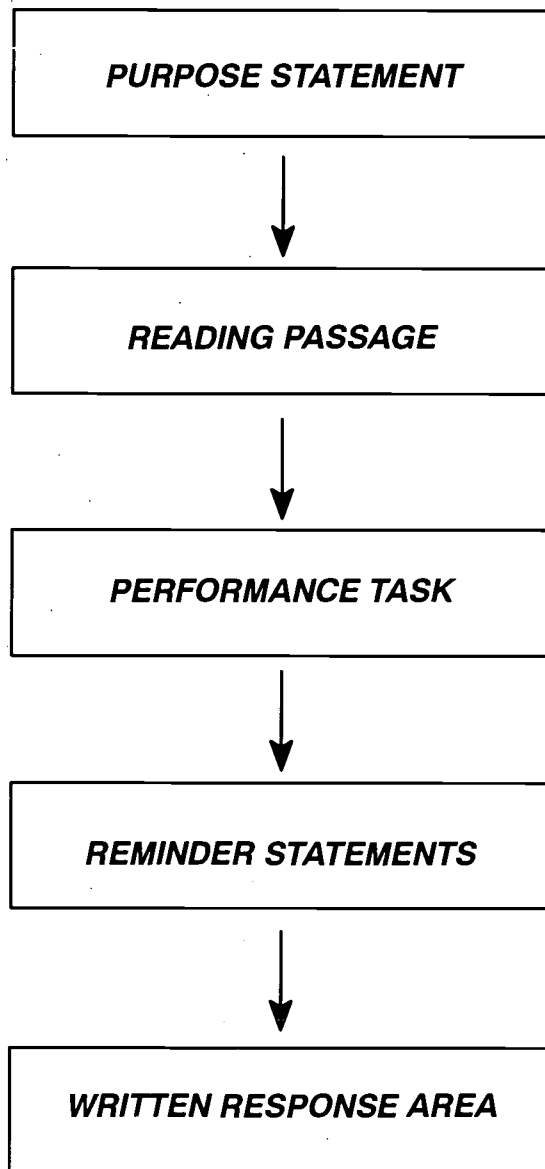 PURPOSE STATEMENT
READING PASSAGE
PERFORMANCE TASK
REMINDER STATEMENTS
WRITTEN RESPONSE AREA